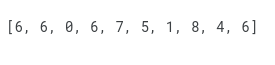 [6, 6, 0, 6, 7, 5, 1, 8, 4, 6]